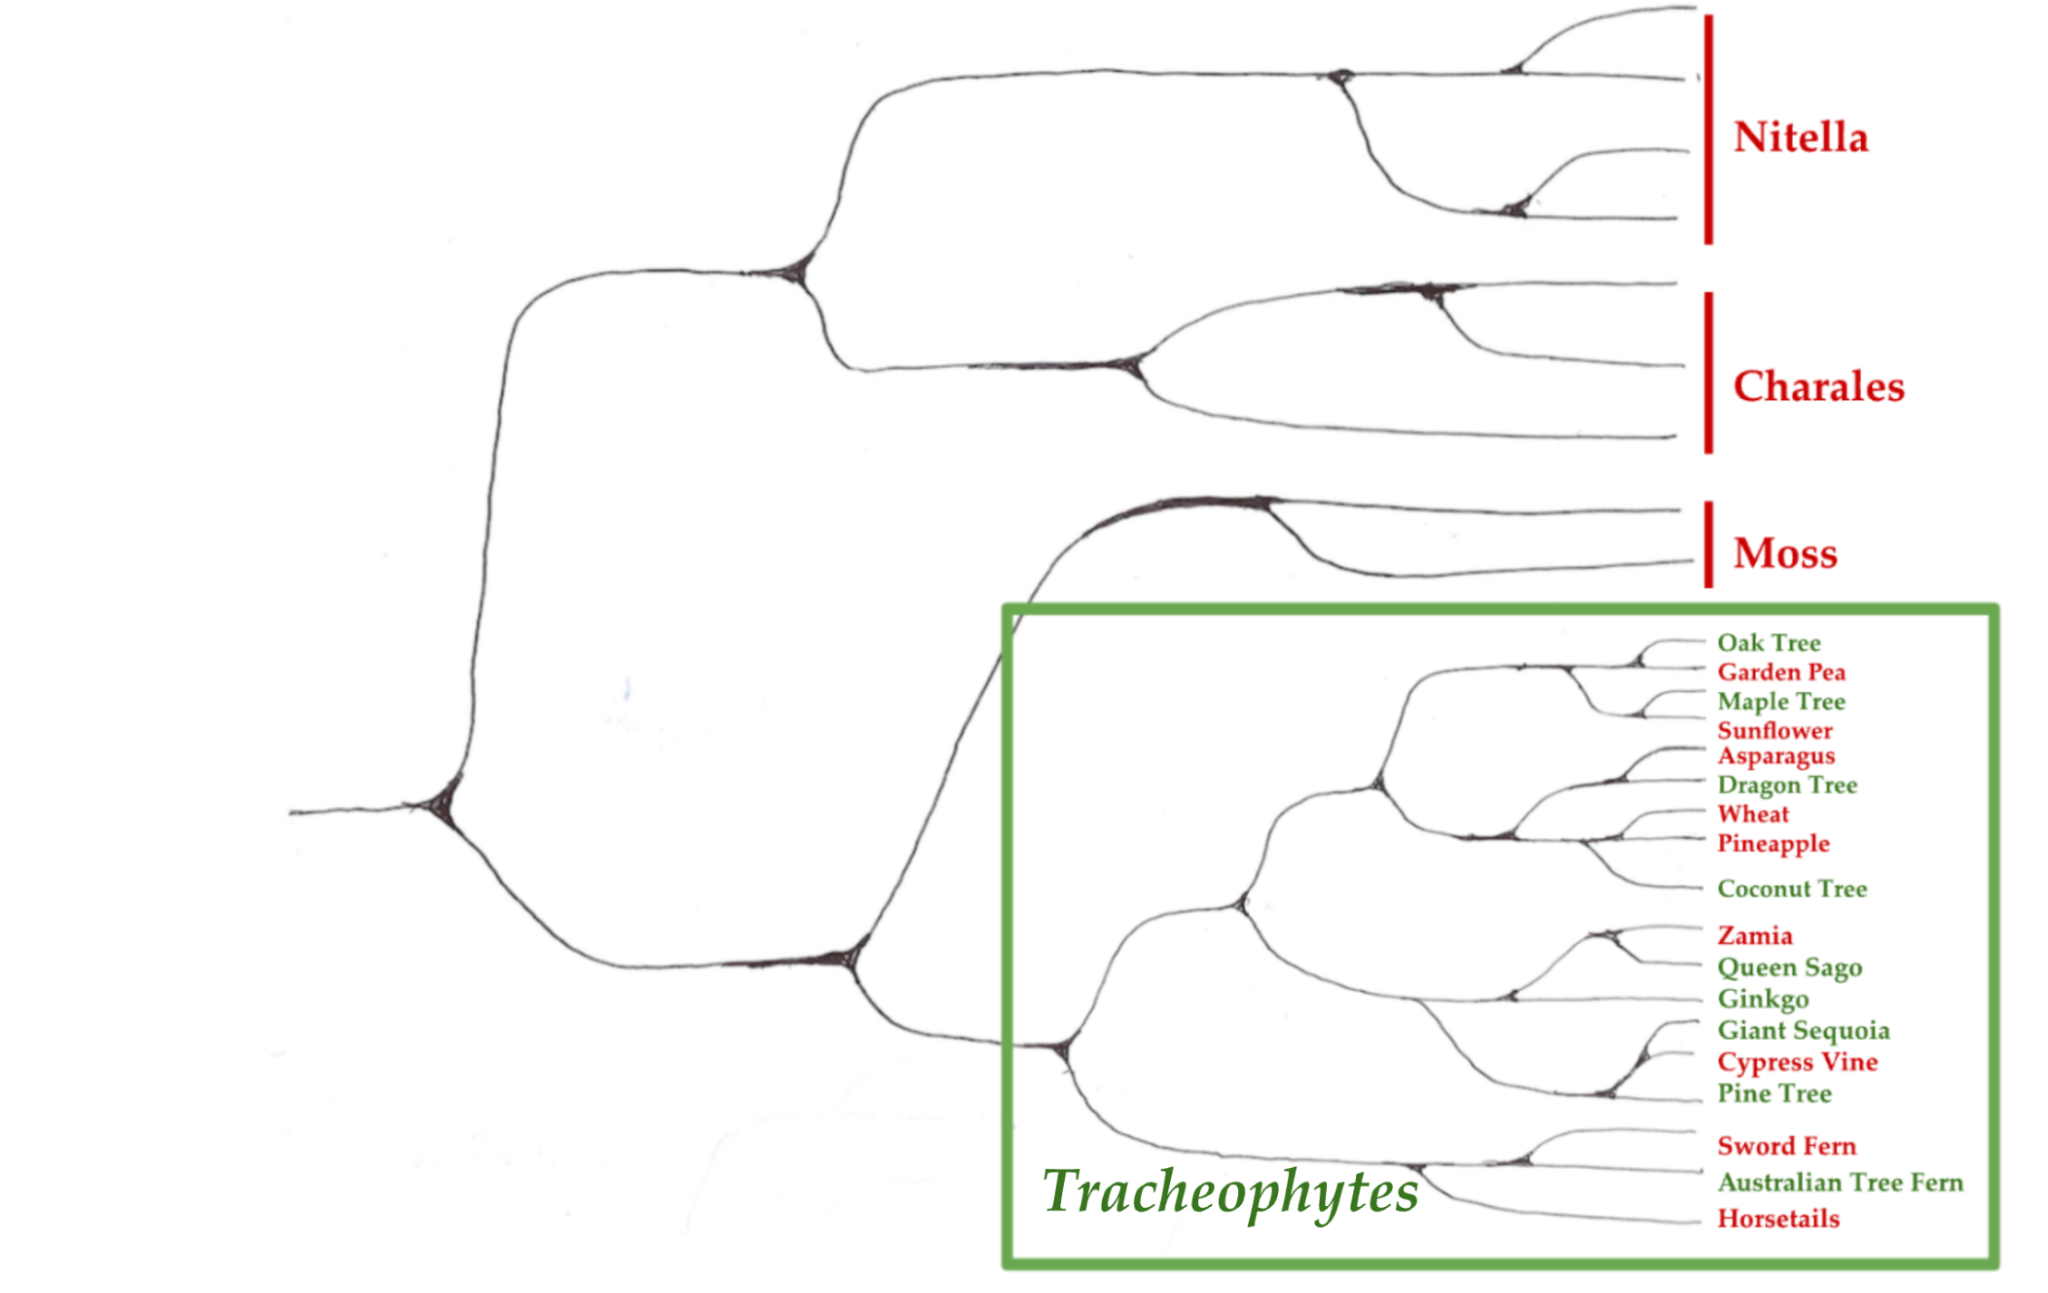 Nitella
Charales
Moss
Oak Tree
Garden Pea
Maple Tree
Sunflower
Asparagus
Dragon Tree
Wheat
Pineapple
Coconut Tree
Zamia
Queen Sago
Ginkgo
Giant Sequoia
Cypress Vine
Pine Tree
Sword Fern
Australian Tree Fern
Horsetails
Tracheophytes